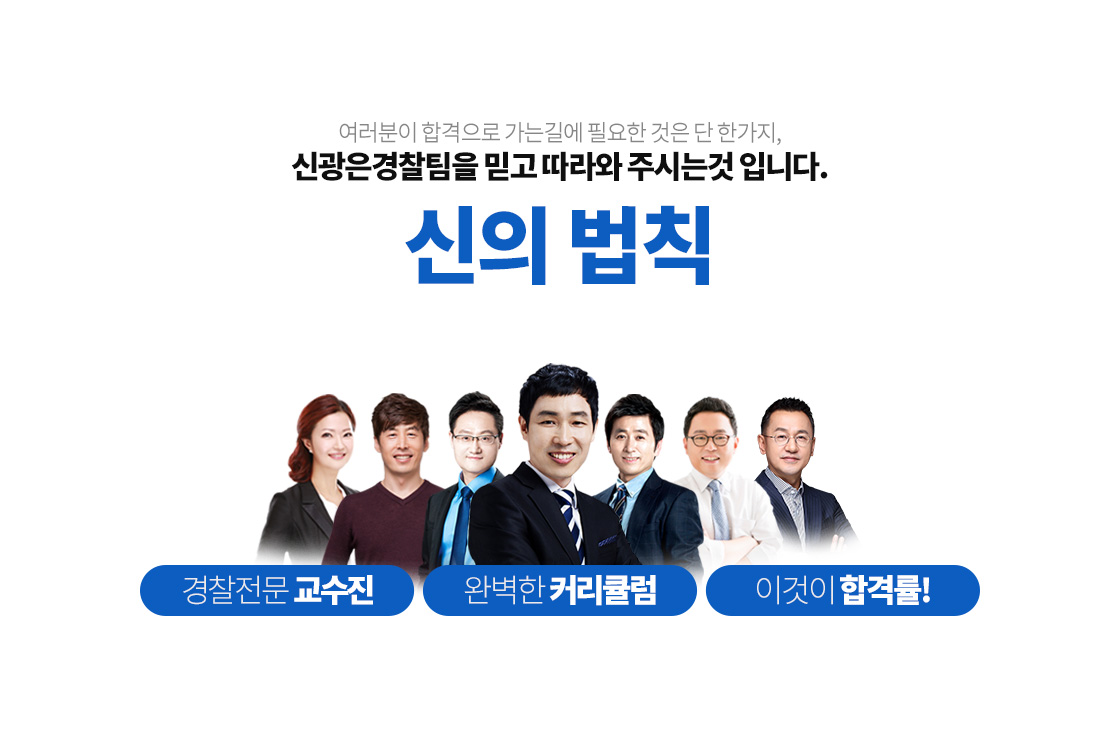 여러분이 합격으로 가는길에 필요한 것은 단 한가지,
신광은경찰팀을 믿고 따라와 주시는것 입니다.
신의 법칙
경찰전문 교수진
완벽한 커리큘럼
이것이 합격률!